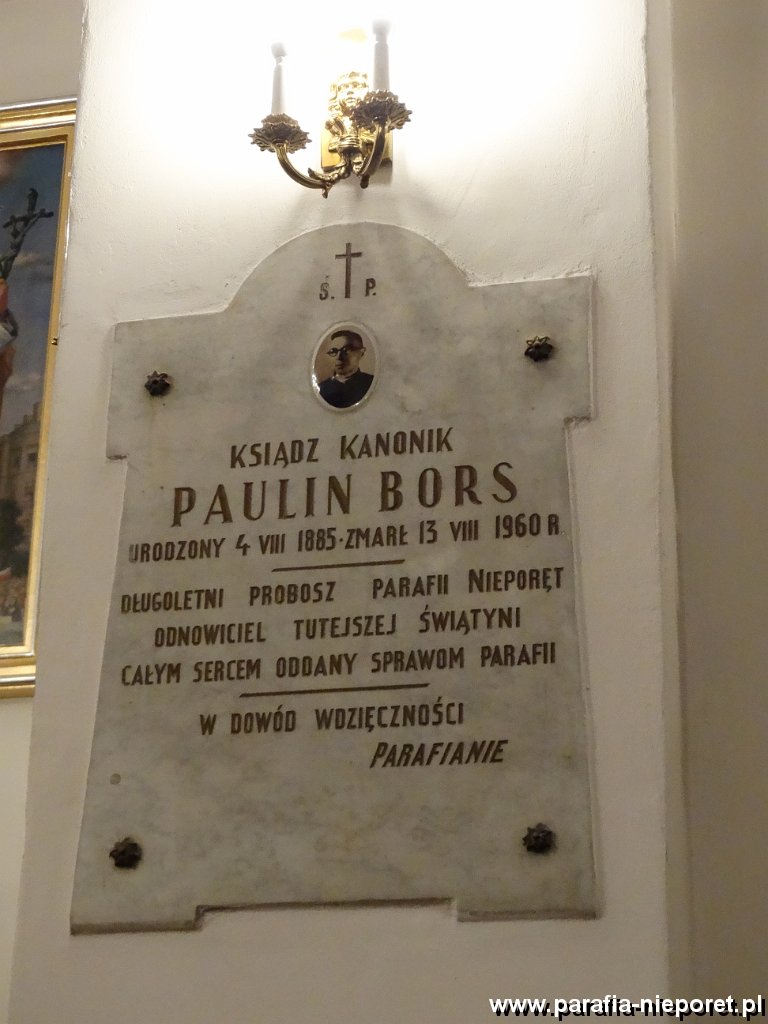 Ś. P.
KSIĄDZ KANONIK
PAULIN BORS
URODZONY 4 VIII 1885·ZMARŁ 13 VIII 1960 R.
DŁUGOLETNI PROBOSZ PARAFII NIEPORĘT
ODNOWICIEL TUTEJSZEJ ŚWIĄTYNI
CAŁYM SERCEM ODDANY SPRAWOM PARAFII
W DOWÓD WDZIĘCZNOŚCI
PARAFIANIE
www.parafia-nieporet.pl